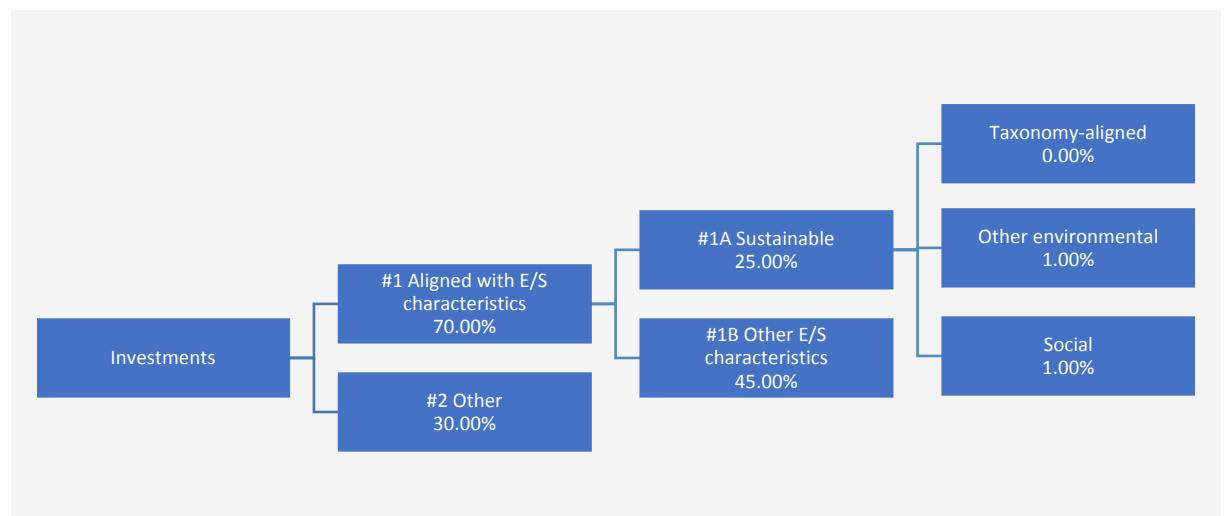 Investments
#1 Aligned with E/S
characteristics
70.00%
#2 Other
30.00%
#1A Sustainable
25.00%
#1B Other E/S
characteristics
45.00%
Taxonomy-aligned
0.00%
Other environmental
1.00%
Social
1.00%